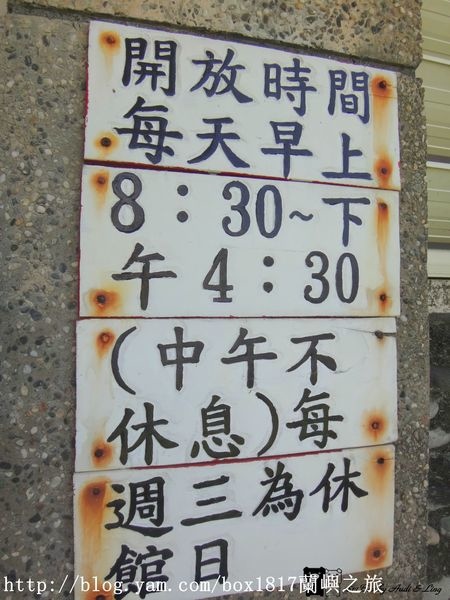 開放時間
每天早上
8：30~下
午4：30
(中午不
休息)每
週三為休
館日
http://blog.yam.com/box1817蘭嶼之旅